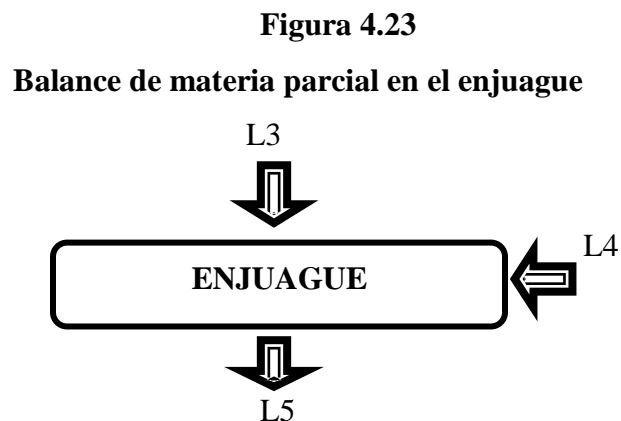 Figura 4.23
Balance de materia parcial en el enjuague
L3
L4
ENJUAGUE
L5